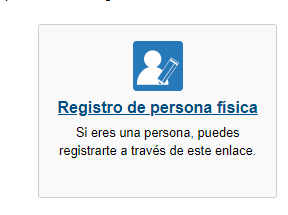 Registro de persona física
Si eres una persona, puedes
registrarte a través de este enlace.